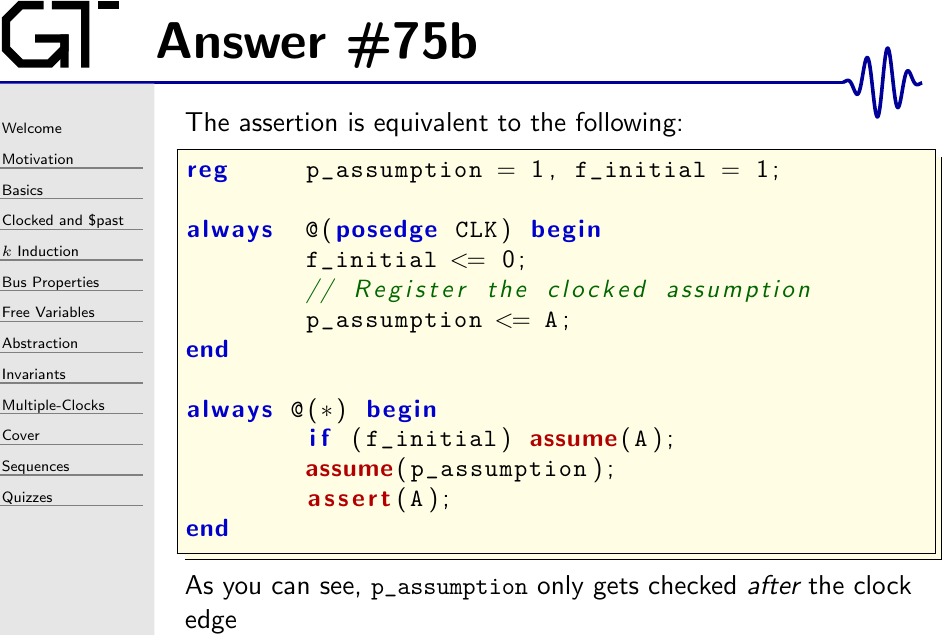 GT
Answer #75b
Welcome
Motivation
Basics
Clocked and $past
k Induction
Bus Properties
Free Variables
Abstraction
Invariants
Multiple-Clocks
Cover
Sequences
Quizzes
The assertion is equivalent to the following:
reg p_assumption = 1, f_initial = 1;
always @(posedge CLK) begin
f_initial <= 0;
// Register the clocked assumption
p_assumption <= A;
end
always @(*) begin
if (f_initial) assume(A);
assume(p_assumption);
assert(A);
end
As you can see, p_assumption only gets checked after the clock
edge